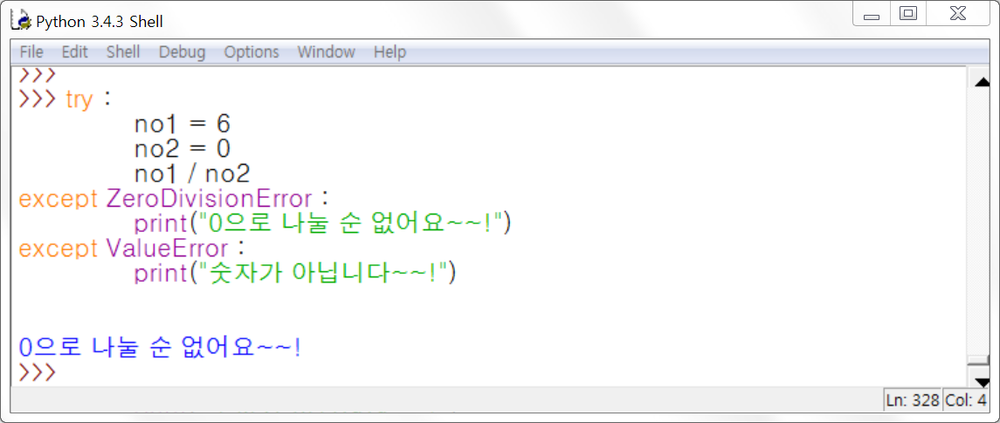 Python 3.4.3 Shell
File Edit Shell Debug Options Window Help
>>>
>>> try :
no1 = 6
no2 = 0
no1 / no2
except ZeroDivisionError :
print("0으로 나눌 순 없어요~~!")
except ValueError :
print("숫자가 아닙니다~~!")
0으로 나눌 순 없어요~~!
>>>
Ln: 328 Col: 4